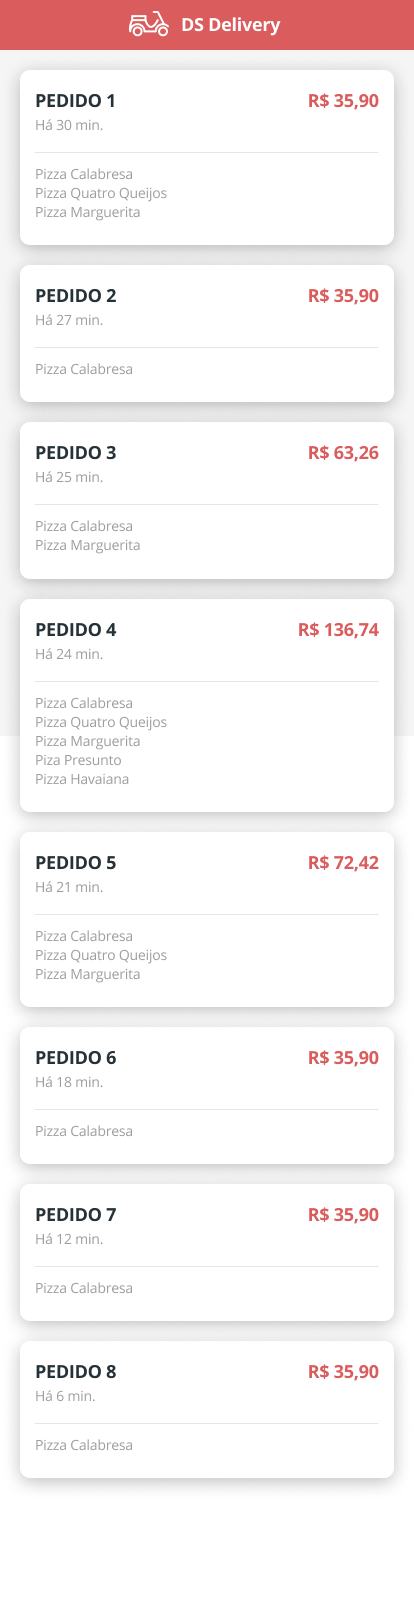 DS Delivery
PEDIDO 1 R$ 35,90
Há 30 min.
Pizza Calabresa
Pizza Quatro Queijos
Pizza Marguerita
PEDIDO 2 R$ 35,90
Há 27 min.
Pizza Calabresa
PEDIDO 3 R$ 63,26
Há 25 min.
Pizza Calabresa
Pizza Marguerita
PEDIDO 4 R$ 136,74
Há 24 min.
Pizza Calabresa
Pizza Quatro Queijos
Pizza Marguerita
Piza Presunto
Pizza Havaiana
PEDIDO 5 R$ 72,42
Há 21 min.
Pizza Calabresa
Pizza Quatro Queijos
Pizza Marguerita
PEDIDO 6 R$ 35,90
Há 18 min.
Pizza Calabresa
PEDIDO 7 R$ 35,90
Há 12 min.
Pizza Calabresa
PEDIDO 8 R$ 35,90
Há 6 min.
Pizza Calabresa